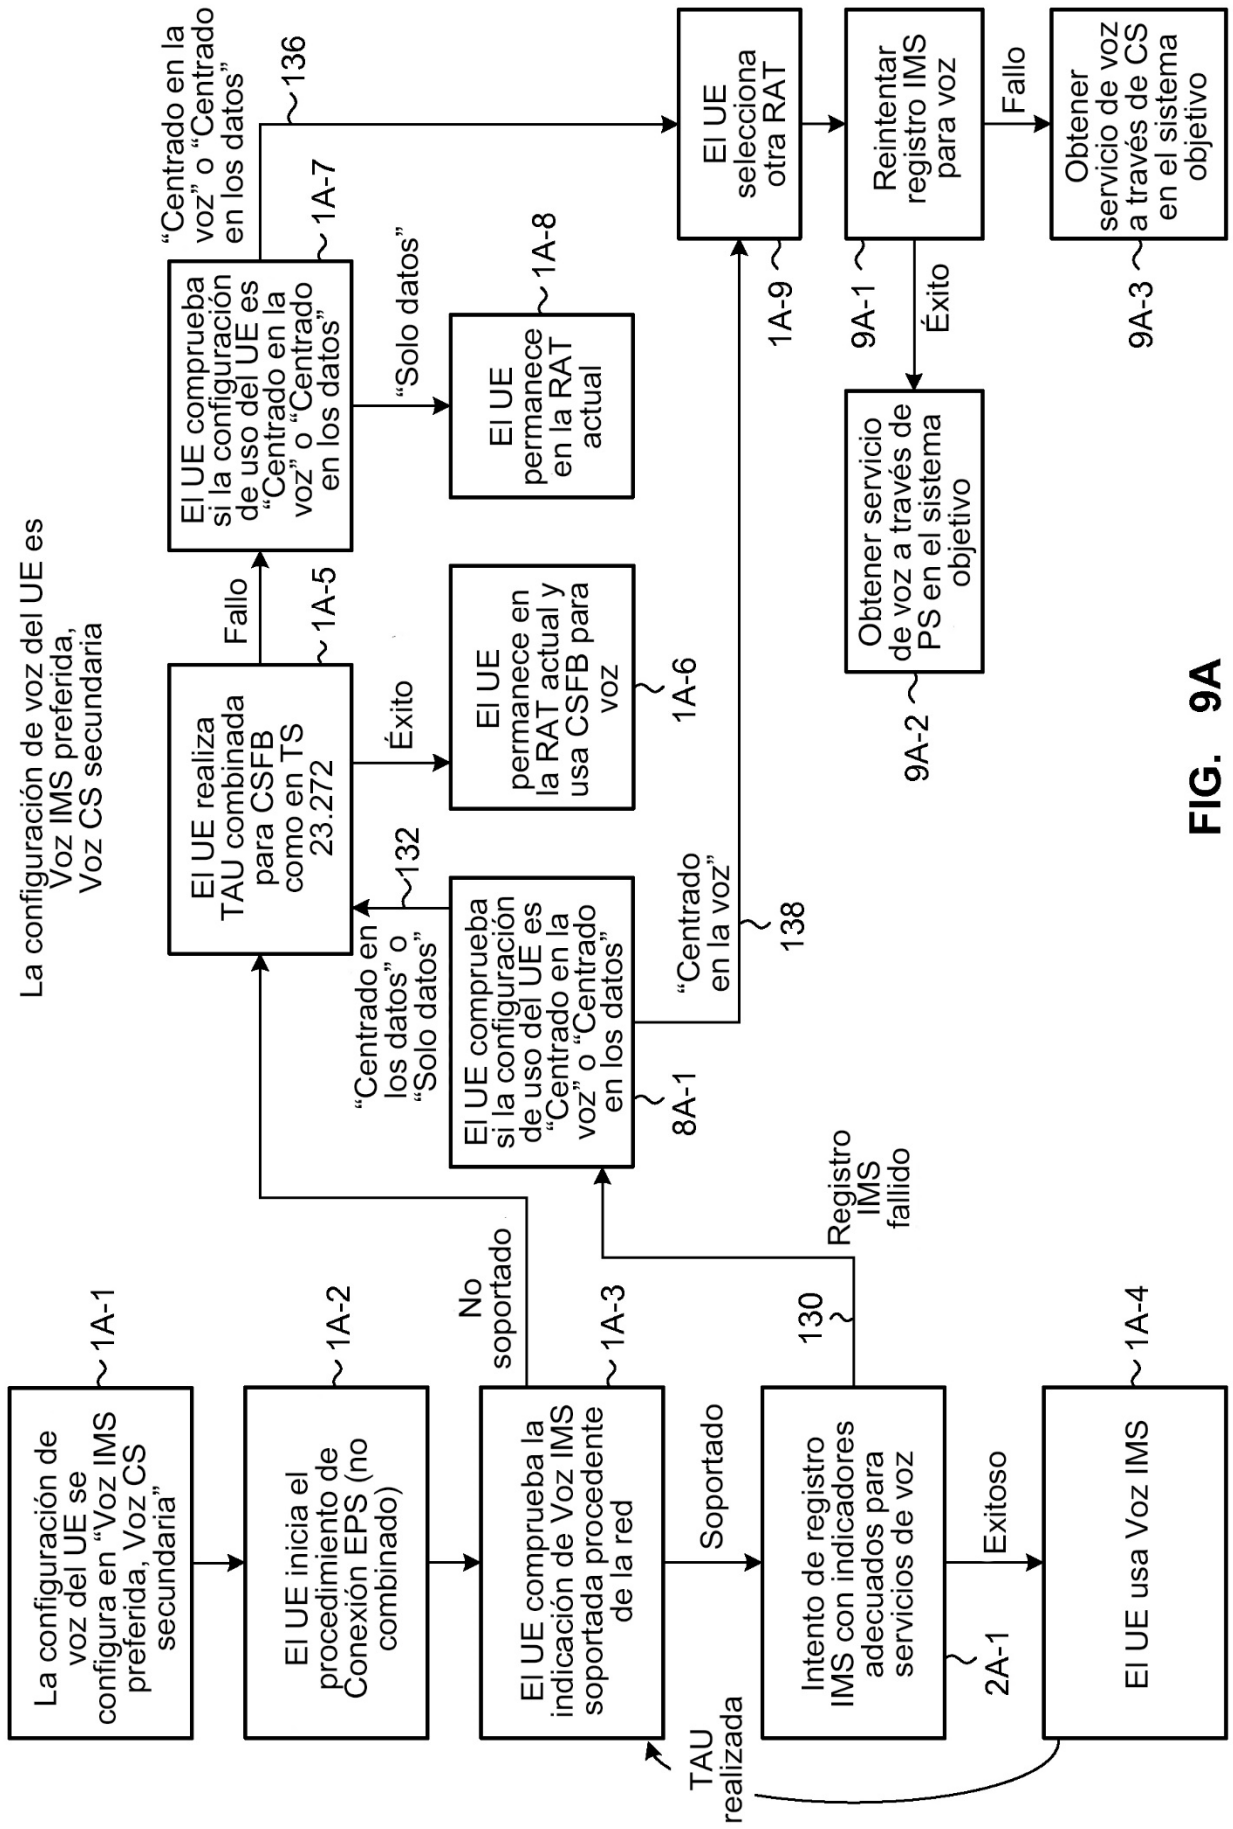 La configuración de voz del UE es
Voz IMS preferida,
Voz CS secundaria
La configuración de
voz del UE se
configura en “Voz IMS
preferida, Voz CS
secundaria”
1A-1
El UE inicia el
procedimiento de
Conexión EPS (no
combinado)
1A-2
El UE comprueba la
indicación de Voz IMS
soportada procedente
de la red
1A-3
No
soportado
Soportado
TAU
realizada
Intento de registro
IMS con indicadores
adecuados para
servicios de voz
2A-1
130
Registro
IMS
fallido
Exitoso
El UE usa Voz IMS
1A-4
El UE realiza
TAU combinada
para CSFB
como en TS
23.272
1A-5
Fallo
Éxito
“Centrado en
los datos” o
“Solo datos”
132
El UE comprueba
si la configuración
de uso del UE es
“Centrado en la
voz” o “Centrado
en los datos”
8A-1
“Centrado
en la voz”
138
El UE
permanece en
la RAT actual y
usa CSFB para
voz
1A-6
El UE comprueba
si la configuración
de uso del UE es
“Centrado en la
voz” o “Centrado
en los datos”
1A-7
“Centrado en la
voz” o “Centrado
en los datos”
136
“Solo datos”
El UE
permanece
en la RAT
actual
1A-8
El UE
selecciona
otra RAT
1A-9
Reintentar
registro IMS
para voz
9A-1
Éxito
Fallo
Obtener servicio
de voz a través de
PS en el sistema
objetivo
9A-2
Obtener
servicio de voz
a través de CS
en el sistema
objetivo
9A-3
FIG. 9A